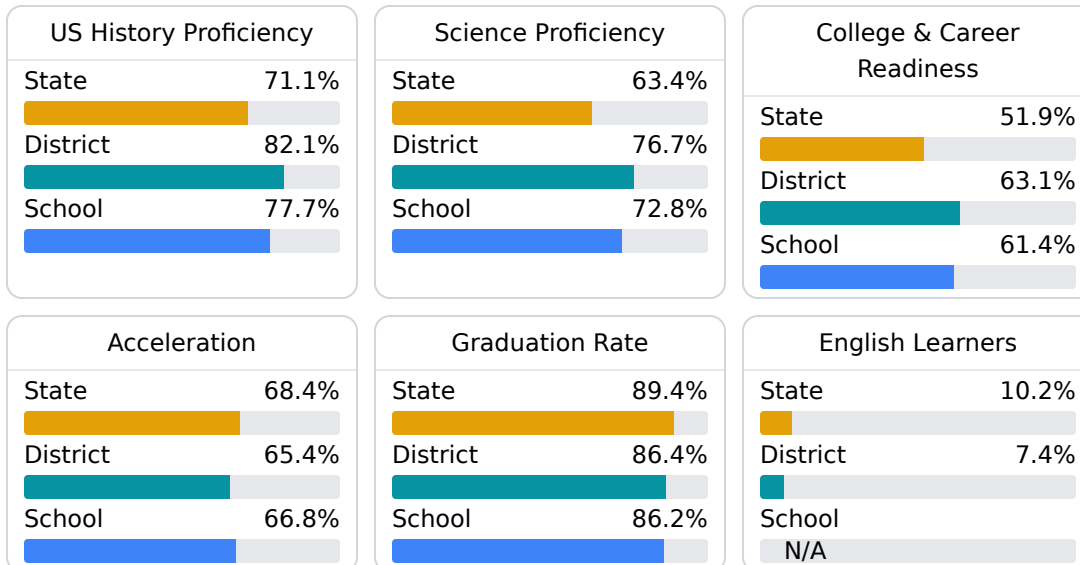 US History Proficiency
State 71.1%
District 82.1%
School 77.7%
Science Proficiency
State 63.4%
District 76.7%
School 72.8%
College & Career
Readiness
State 51.9%
District 63.1%
School 61.4%
Acceleration
State 68.4%
District 65.4%
School 66.8%
Graduation Rate
State 89.4%
District 86.4%
School 86.2%
English Learners
State 10.2%
District 7.4%
School
N/A